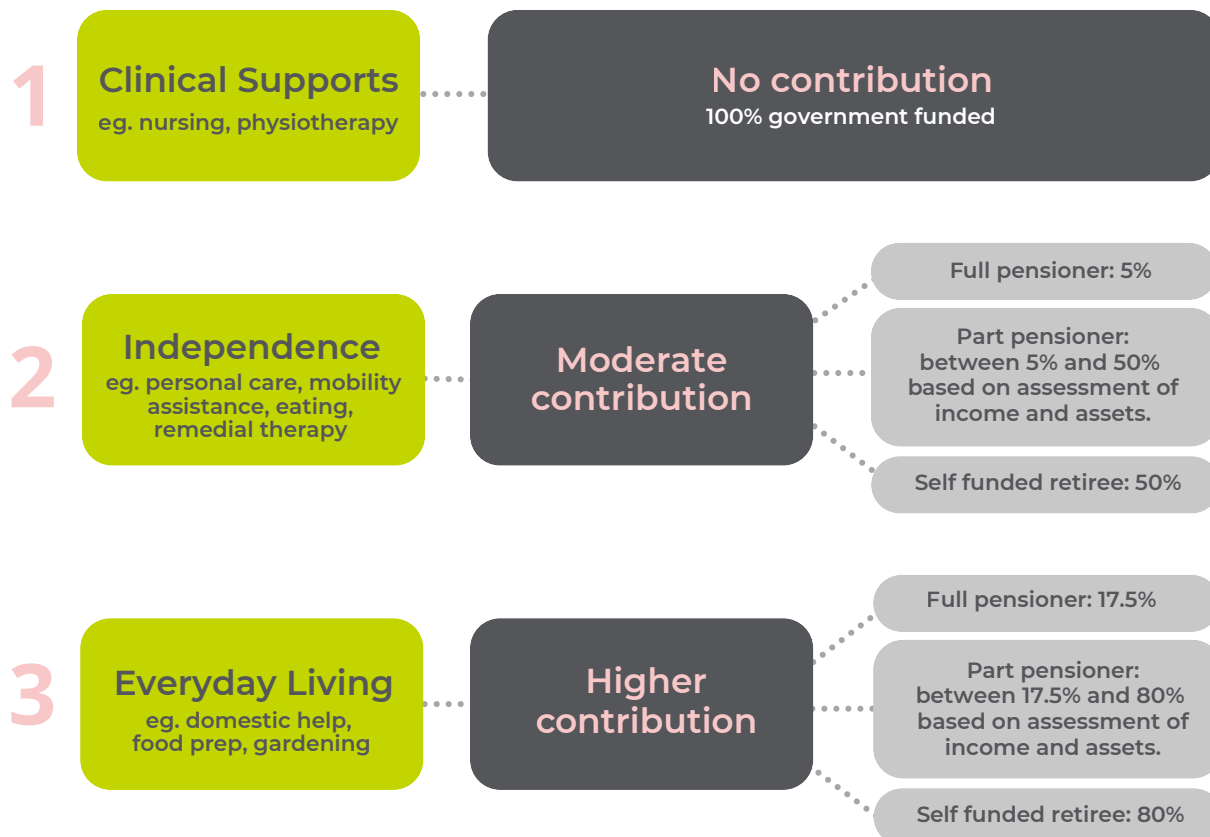 1
Clinical Supports
eg. nursing, physiotherapy
No contribution
100% government funded
2
Independence
eg. personal care, mobility
assistance, eating,
remedial therapy
Moderate
contribution
Full pensioner: 5%
Part pensioner:
between 5% and 50%
based on assessment of
income and assets.
Self funded retiree: 50%
3
Everyday Living
eg. domestic help,
food prep, gardening
Higher
contribution
Full pensioner: 17.5%
Part pensioner:
between 17.5% and 80%
based on assessment of
income and assets.
Self funded retiree: 80%